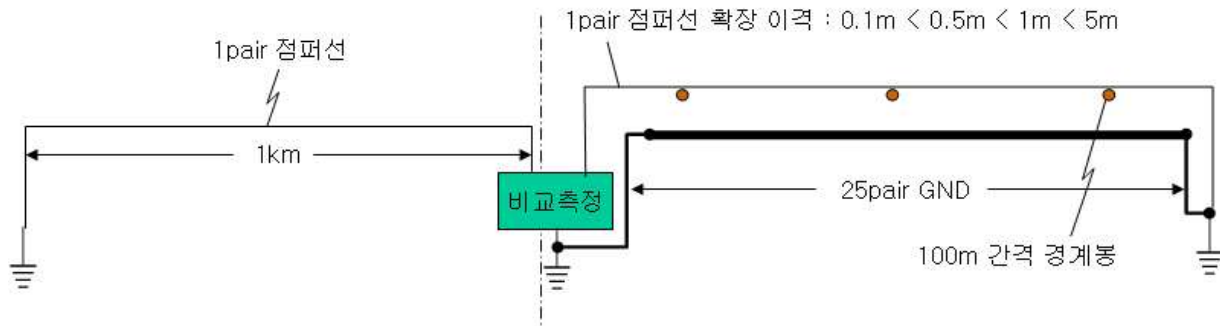 1pair 점퍼선 확장 이격 : 0.1m < 0.5m < 1m < 5m
1pair 점퍼선
1km
비교측정
25pair GND
100m 간격 경계봉